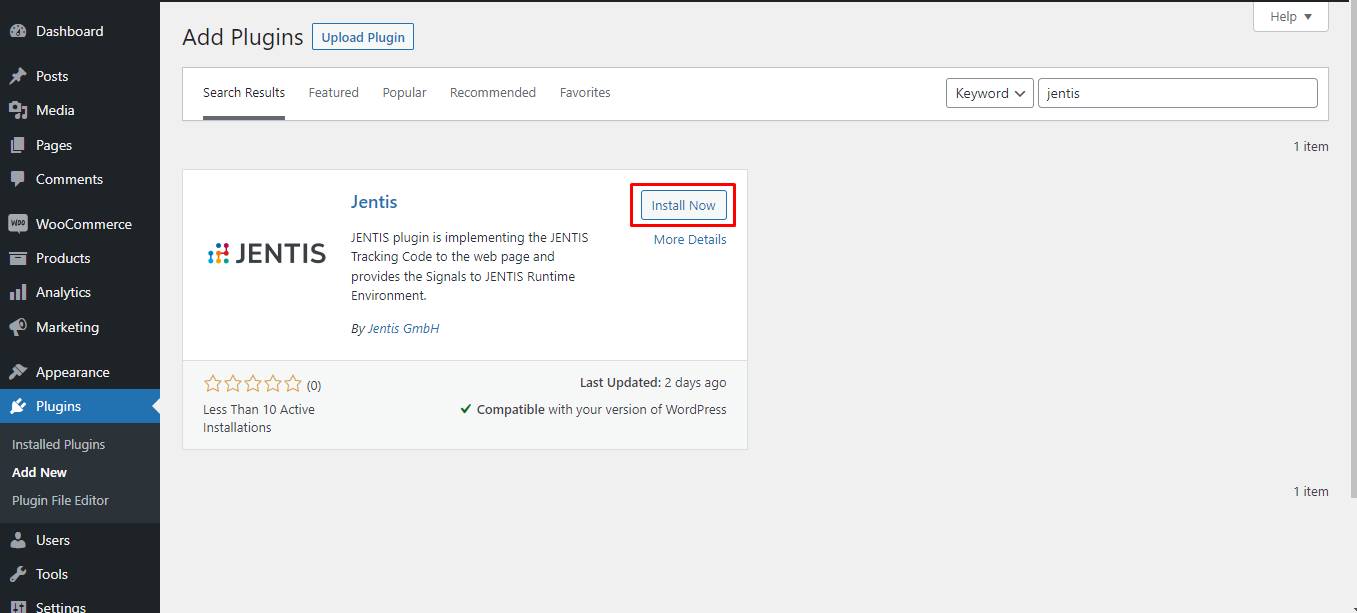 Dashboard
Posts
Media
Pages
Comments
WOO
WooCommerce
Products
Analytics
Marketing
Appearance
Plugins
Installed Plugins
Add New
Plugin File Editor
Users
Tools
Settings
Help
Add Plugins
Upload Plugin
Search Results
Featured
Popular
Recommended
Favorites
Keyword
jentis
1 item
JENTIS
Jentis
Install Now
More Details
JENTIS plugin is implementing the JENTIS
Tracking Code to the web page and
provides the Signals to JENTIS Runtime
Environment.
By Jentis GmbH
(0)
Less Than 10 Active
Installations
Last Updated: 2 days ago
Compatible with your version of WordPress
1 item